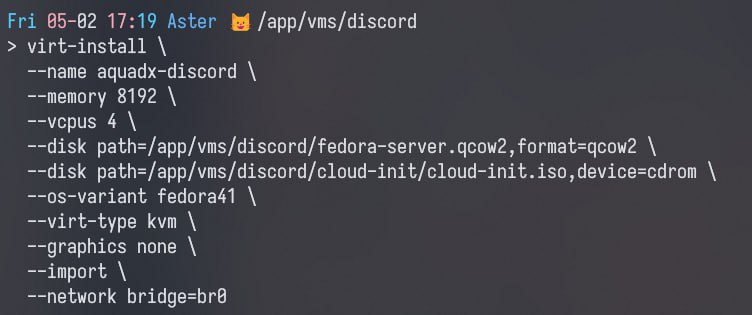 Fri 05-02 17:19 Aster 😺 /app/vms/discord
> virt-install \
  --name aquadx-discord \
  --memory 8192 \
  --vcpus 4 \
  --disk path=/app/vms/discord/fedora-server.qcow2,format=qcow2 \
  --disk path=/app/vms/discord/cloud-init/cloud-init.iso,device=cdrom \
  --os-variant fedora41 \
  --virt-type kvm \
  --graphics none \
  --import \
  --network bridge=br0